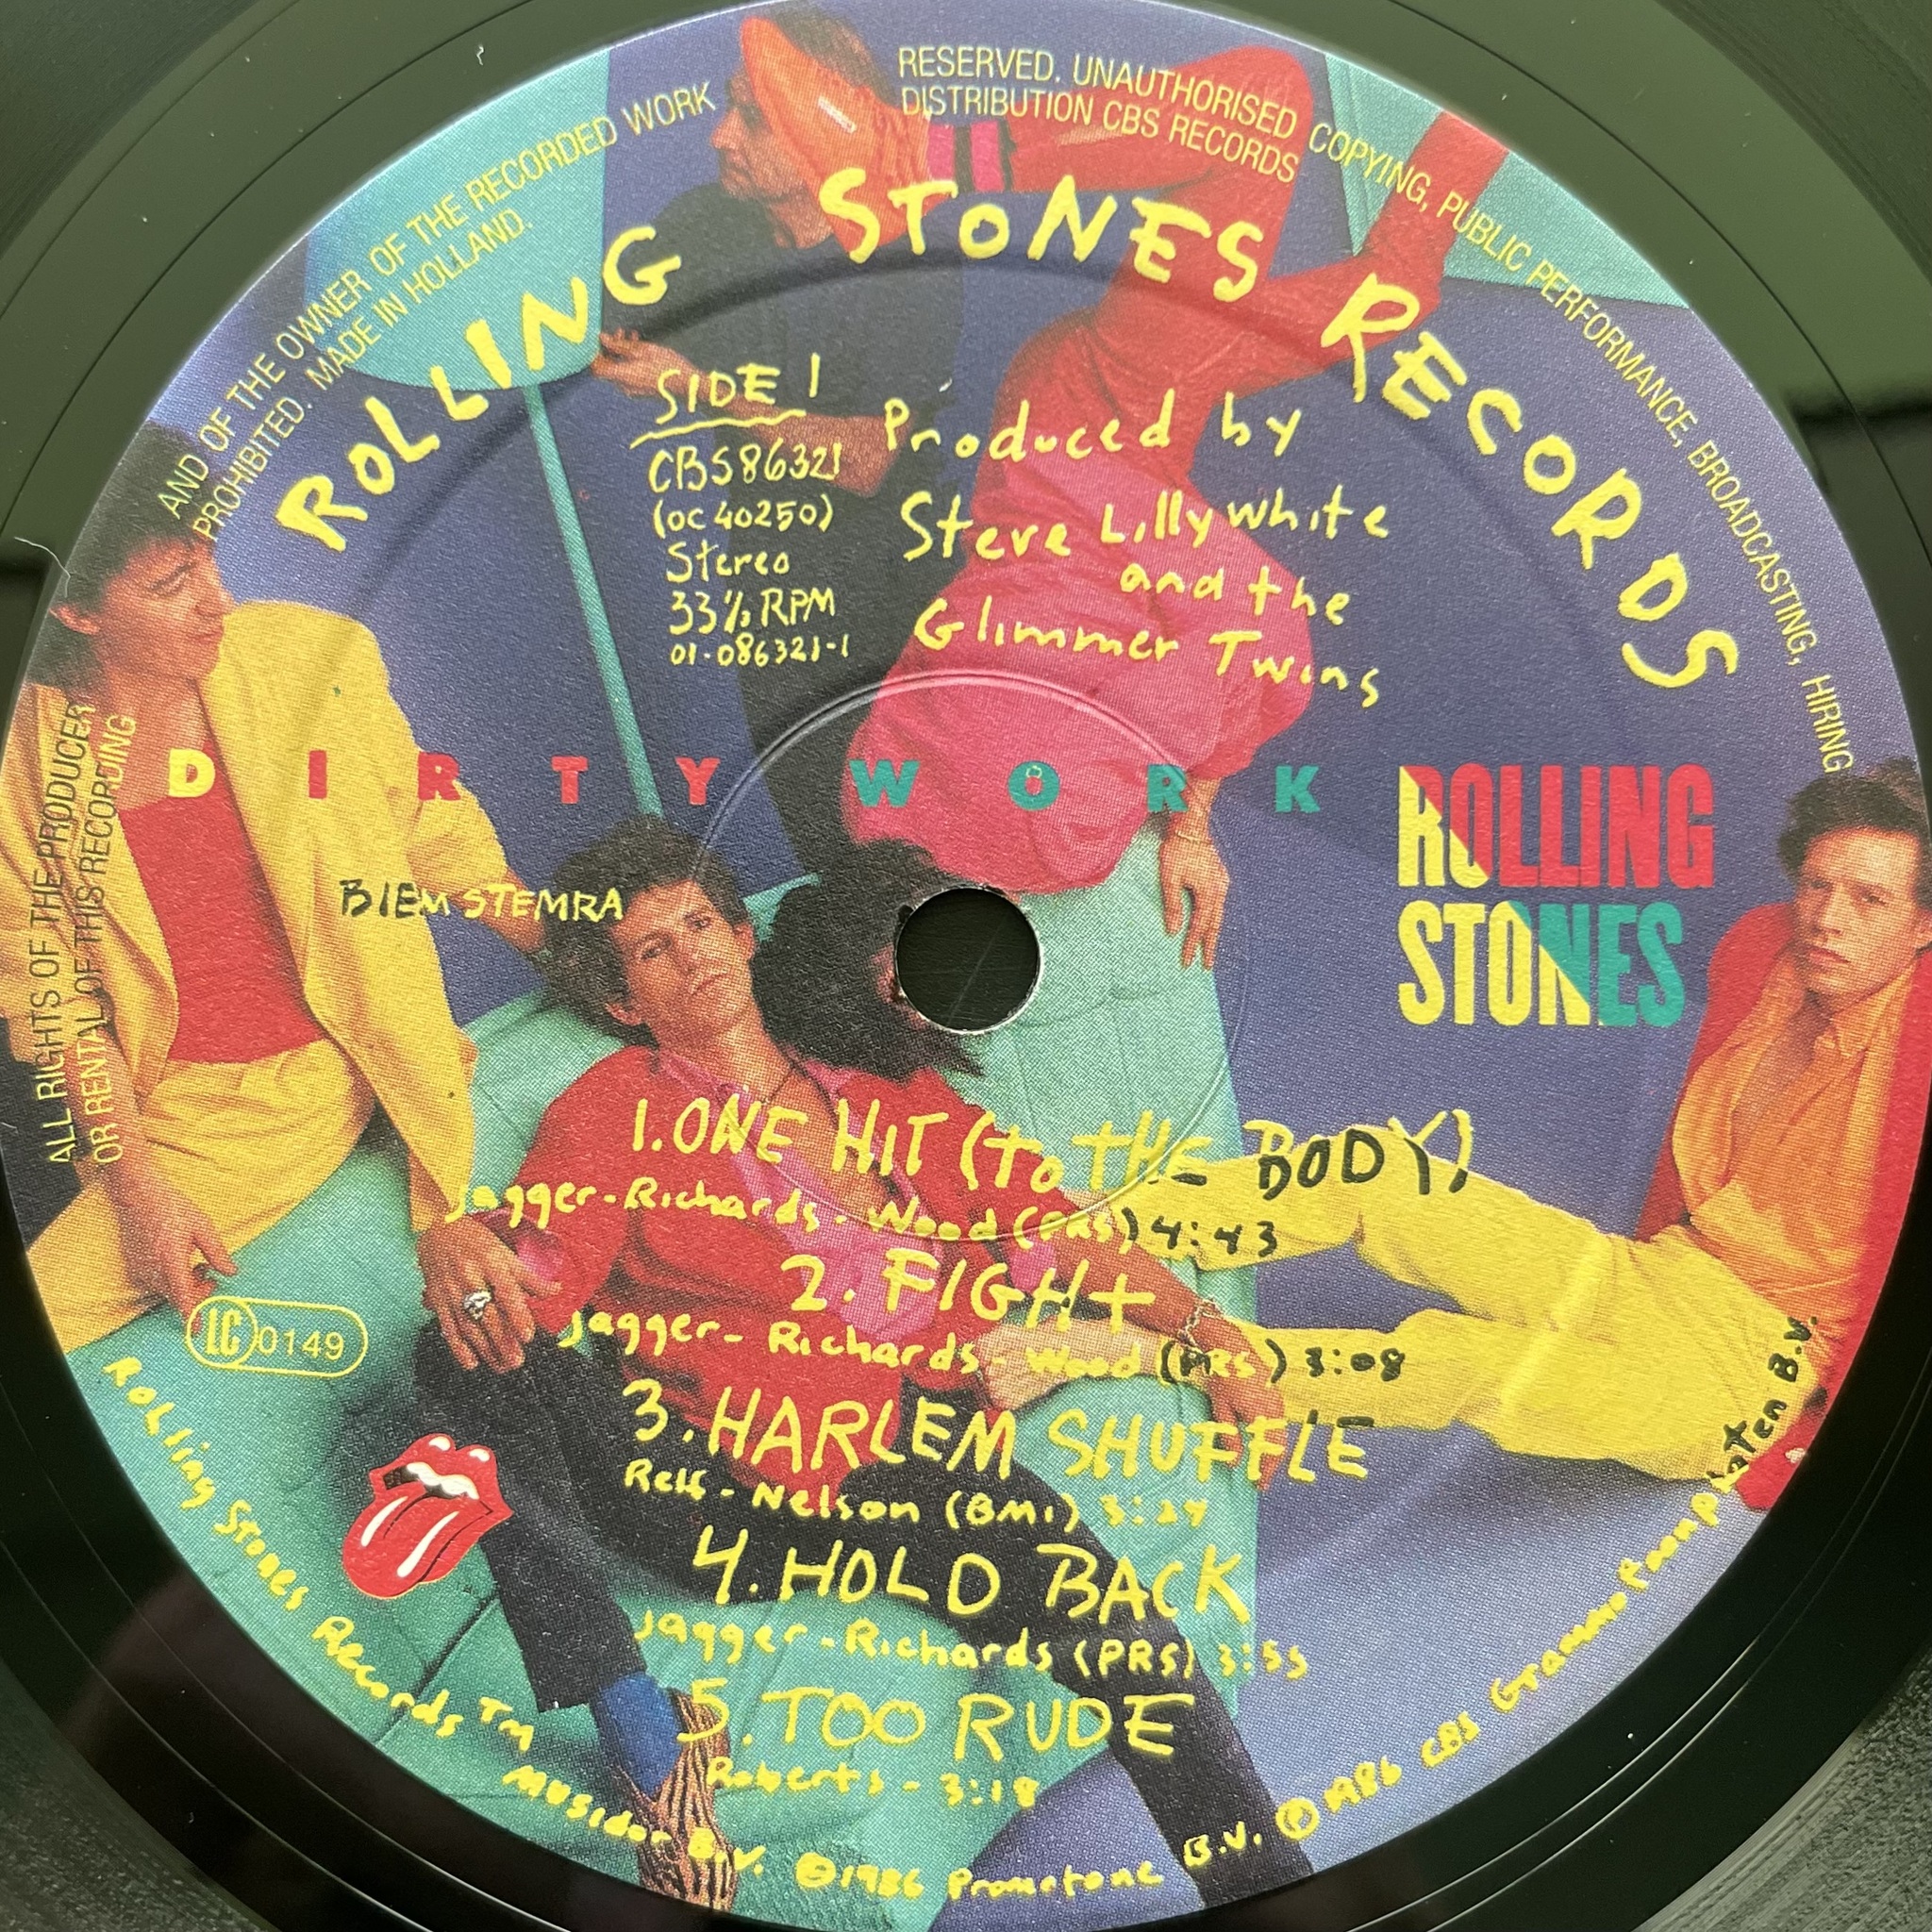 ALL RIGHTS OF THE PRODUCER AND OF THE OWNER OF THE RECORDED WORK RESERVED. UNAUTHORISED COPYING, PUBLIC PERFORMANCE, BROADCASTING, HIRING
OR RENTAL OF THIS RECORDING PROHIBITED. MADE IN HOLLAND. DISTRIBUTION CBS RECORDS
ROLLING STONES RECORDS
SIDE 1
CBS 86321
(OC 40250)
Stereo
33⅓ RPM
01-086321-1
Produced by
Steve Lillywhite
and the
Glimmer Twins
DIRTY WORK
ROLLING
STONES
BIEM STEMRA
1. ONE HIT (to tHE BODY)
Jagger-Richards-Wood (PRS) 4:43
2. FIGHt
Jagger-Richards-Wood (PRS) 3:08
3. HARLEM SHUFFLE
Relf-Nelson (BMI) 3:24
4. HOLD BACK
Jagger-Richards (PRS) 3:55
5. TOO RUDE
Roberts - 3:18
LC 0149
Rolling Stones Records TM Musidor B.V. ©1986 Promotone B.V. ℗ 1986 CBS Grammofoonplaten B.V.